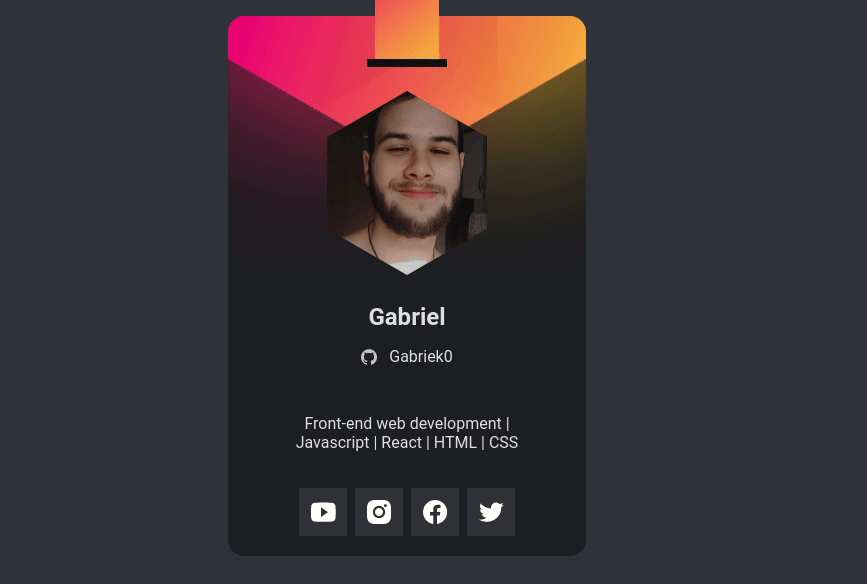 Gabriel
Gabriek0
Front-end web development |
Javascript | React | HTML | CSS